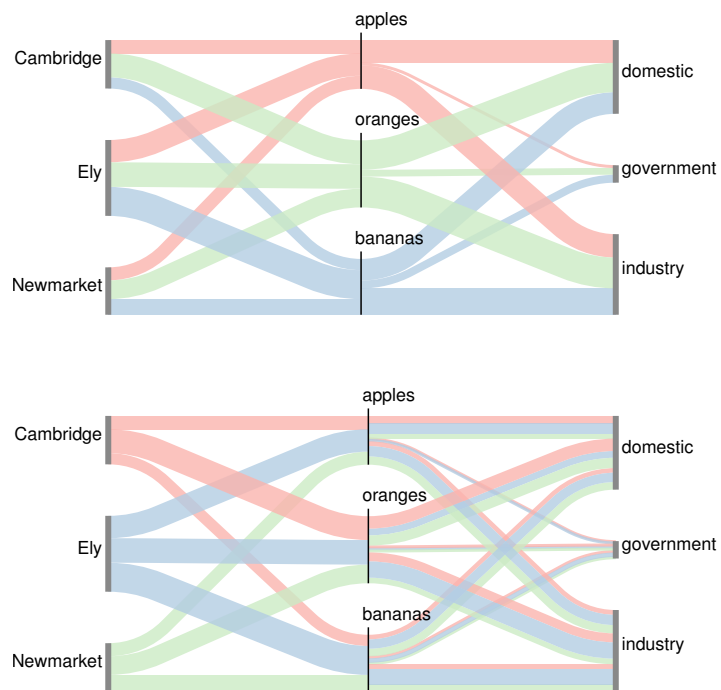 apples
Cambridge
domestic
oranges
government
Ely
bananas
industry
Newmarket
apples
Cambridge
domestic
oranges
government
Ely
bananas
industry
Newmarket